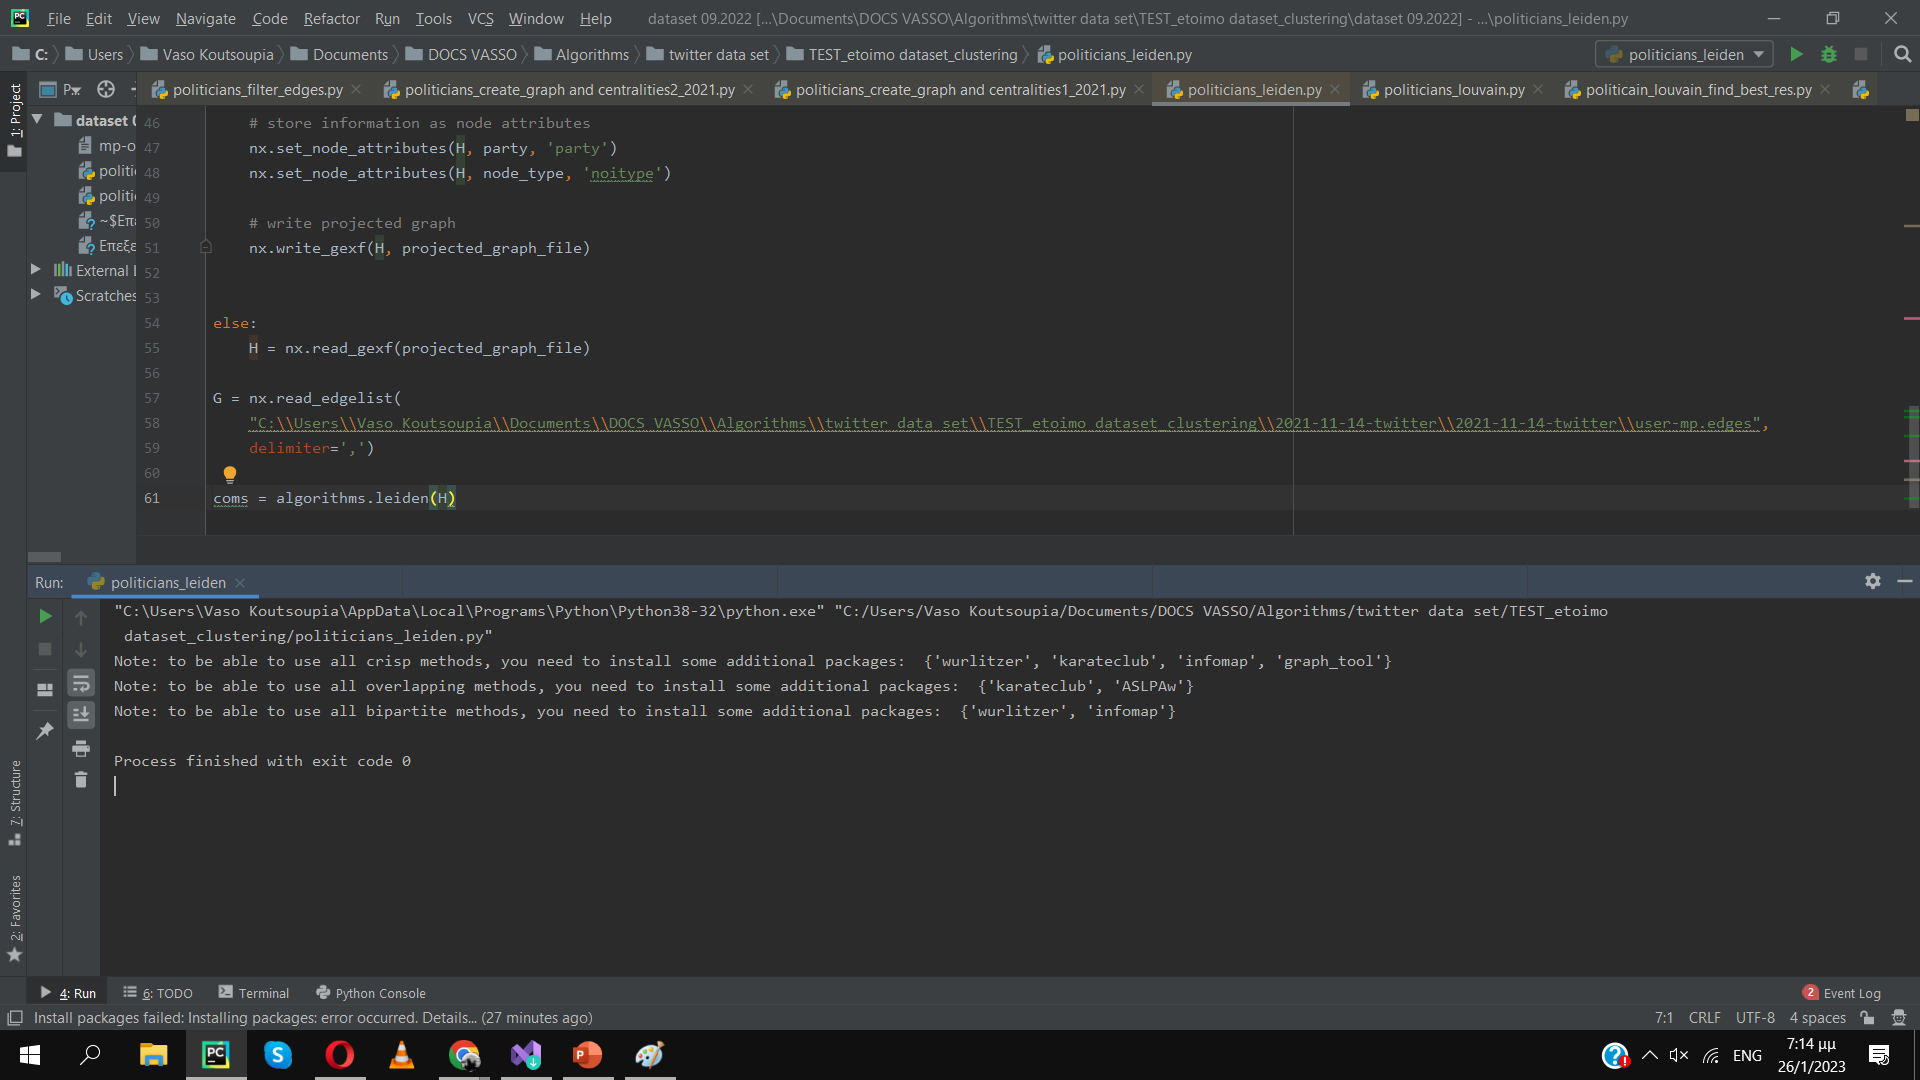 File Edit View Navigate Code Refactor Run Tools VCS Window Help dataset 09.2022 [...\Documents\DOCS VASSO\Algorithms\twitter data set\TEST_etoimo dataset_clustering\dataset 09.2022] - ...\politicians_leiden.py
C: Users Vaso Koutsoupia Documents DOCS VASSO Algorithms twitter data set TEST_etoimo dataset_clustering politicians_leiden.py politicians_leiden
1: Project
P
politicians_filter_edges.py politicians_create_graph and centralities2_2021.py politicians_create_graph and centralities1_2021.py politicians_leiden.py politicians_louvain.py politicain_louvain_find_best_res.py
dataset 0
mp-o
politi
politi
~$Επε
Επεξε
External l
Scratches
46 # store information as node attributes
47 nx.set_node_attributes(H, party, 'party')
48 nx.set_node_attributes(H, node_type, 'noitype')
49
50 # write projected graph
51 nx.write_gexf(H, projected_graph_file)
52
53
54 else:
55 H = nx.read_gexf(projected_graph_file)
56
57 G = nx.read_edgelist(
58 "C:\\Users\\Vaso Koutsoupia\\Documents\\DOCS VASSO\\Algorithms\\twitter data set\\TEST_etoimo dataset_clustering\\2021-11-14-twitter\\2021-11-14-twitter\\user-mp.edges",
59 delimiter=',')
60
61 coms = algorithms.leiden(H)
Run: politicians_leiden
"C:\Users\Vaso Koutsoupia\AppData\Local\Programs\Python\Python38-32\python.exe" "C:/Users/Vaso Koutsoupia/Documents/DOCS VASSO/Algorithms/twitter data set/TEST_etoimo
dataset_clustering/politicians_leiden.py"
Note: to be able to use all crisp methods, you need to install some additional packages: {'wurlitzer', 'karateclub', 'infomap', 'graph_tool'}
Note: to be able to use all overlapping methods, you need to install some additional packages: {'karateclub', 'ASLPAw'}
Note: to be able to use all bipartite methods, you need to install some additional packages: {'wurlitzer', 'infomap'}
Process finished with exit code 0
7: Structure
2: Favorites
4: Run 6: TODO Terminal Python Console 2 Event Log
Install packages failed: Installing packages: error occurred. Details... (27 minutes ago) 7:1 CRLF UTF-8 4 spaces
ENG
7:14 μμ
26/1/2023